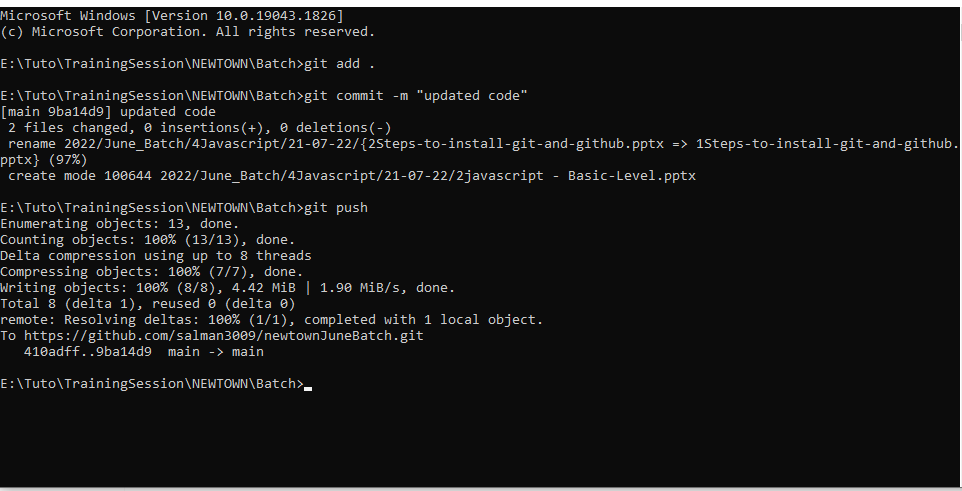 Microsoft Windows [Version 10.0.19043.1826]
(c) Microsoft Corporation. All rights reserved.
E:\Tuto\TrainingSession\NEWTOWN\Batch>git add .
E:\Tuto\TrainingSession\NEWTOWN\Batch>git commit -m "updated code"
[main 9ba14d9] updated code
 2 files changed, 0 insertions(+), 0 deletions(-)
 rename 2022/June_Batch/4Javascript/21-07-22/{2Steps-to-install-git-and-github.pptx => 1Steps-to-install-git-and-github.
pptx} (97%)
 create mode 100644 2022/June_Batch/4Javascript/21-07-22/2javascript - Basic-Level.pptx
E:\Tuto\TrainingSession\NEWTOWN\Batch>git push
Enumerating objects: 13, done.
Counting objects: 100% (13/13), done.
Delta compression using up to 8 threads
Compressing objects: 100% (7/7), done.
Writing objects: 100% (8/8), 4.42 MiB | 1.90 MiB/s, done.
Total 8 (delta 1), reused 0 (delta 0)
remote: Resolving deltas: 100% (1/1), completed with 1 local object.
To https://github.com/salman3009/newtownJuneBatch.git
   410adff..9ba14d9  main -> main
E:\Tuto\TrainingSession\NEWTOWN\Batch>